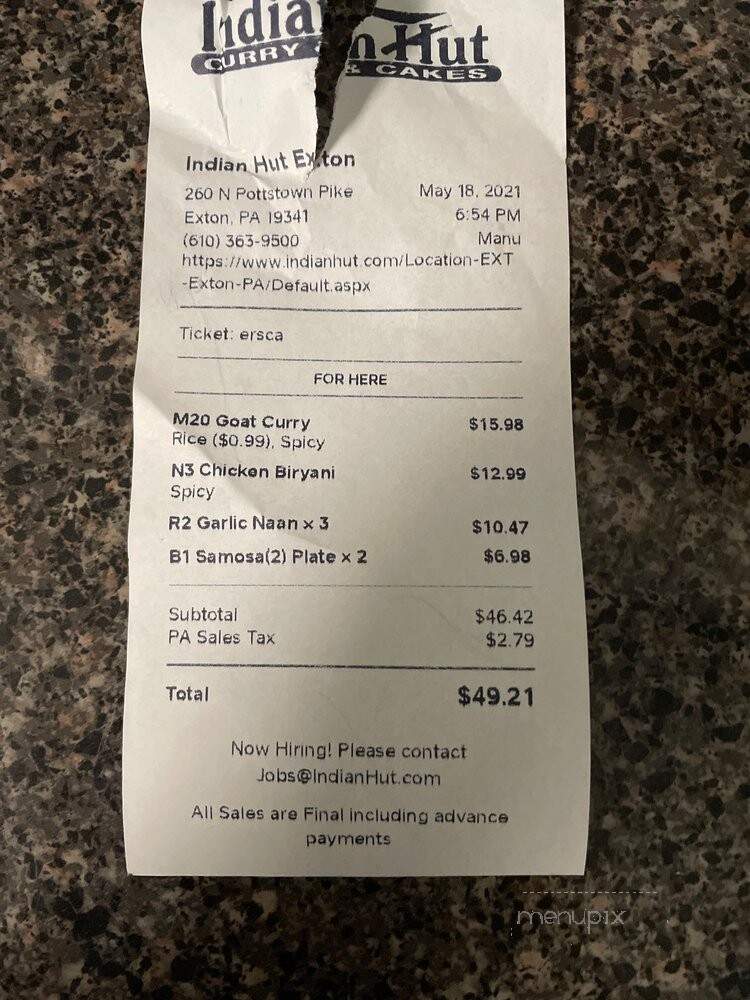 Indian Hut
CURRY & CAKES
Indian Hut Exton
260 N Pottstown Pike May 18, 2021
Exton, PA 19341 6:54 PM
(610) 363-9500 Manu
https://www.indianhut.com/Location-EXT
-Exton-PA/Default.aspx
Ticket: ersca
FOR HERE
M20 Goat Curry $15.98
Rice ($0.99), Spicy
N3 Chicken Biryani $12.99
Spicy
R2 Garlic Naan x 3 $10.47
B1 Samosa(2) Plate x 2 $6.98
Subtotal $46.42
PA Sales Tax $2.79
Total $49.21
Now Hiring! Please contact
Jobs@IndianHut.com
All Sales are Final including advance
payments
menupix